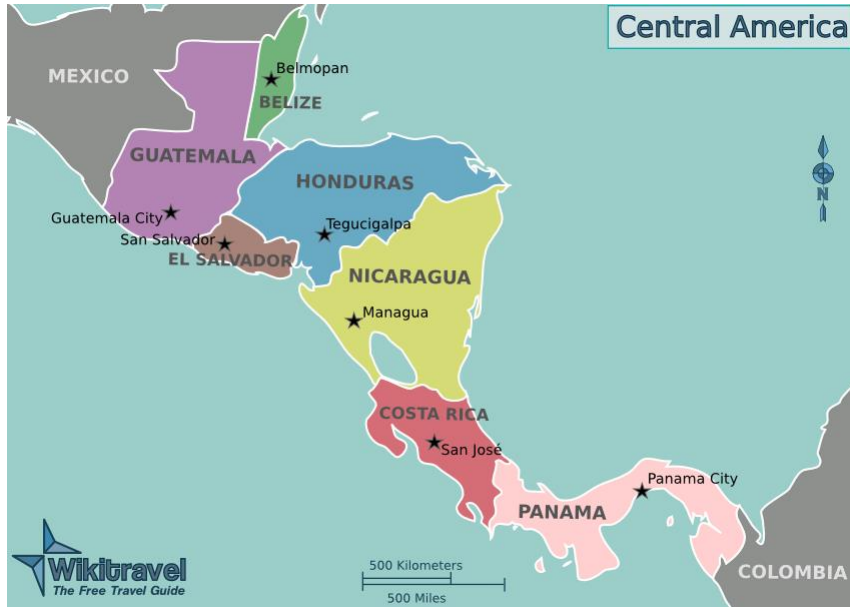 Central America
MEXICO
Belmopan
BELIZE
GUATEMALA
HONDURAS
N
Guatemala City
Tegucigalpa
San Salvador
EL SALVADOR
NICARAGUA
Managua
COSTA RICA
San José
Panama City
PANAMA
COLOMBIA
500 Kilometers
500 Miles
Wikitravel
The Free Travel Guide